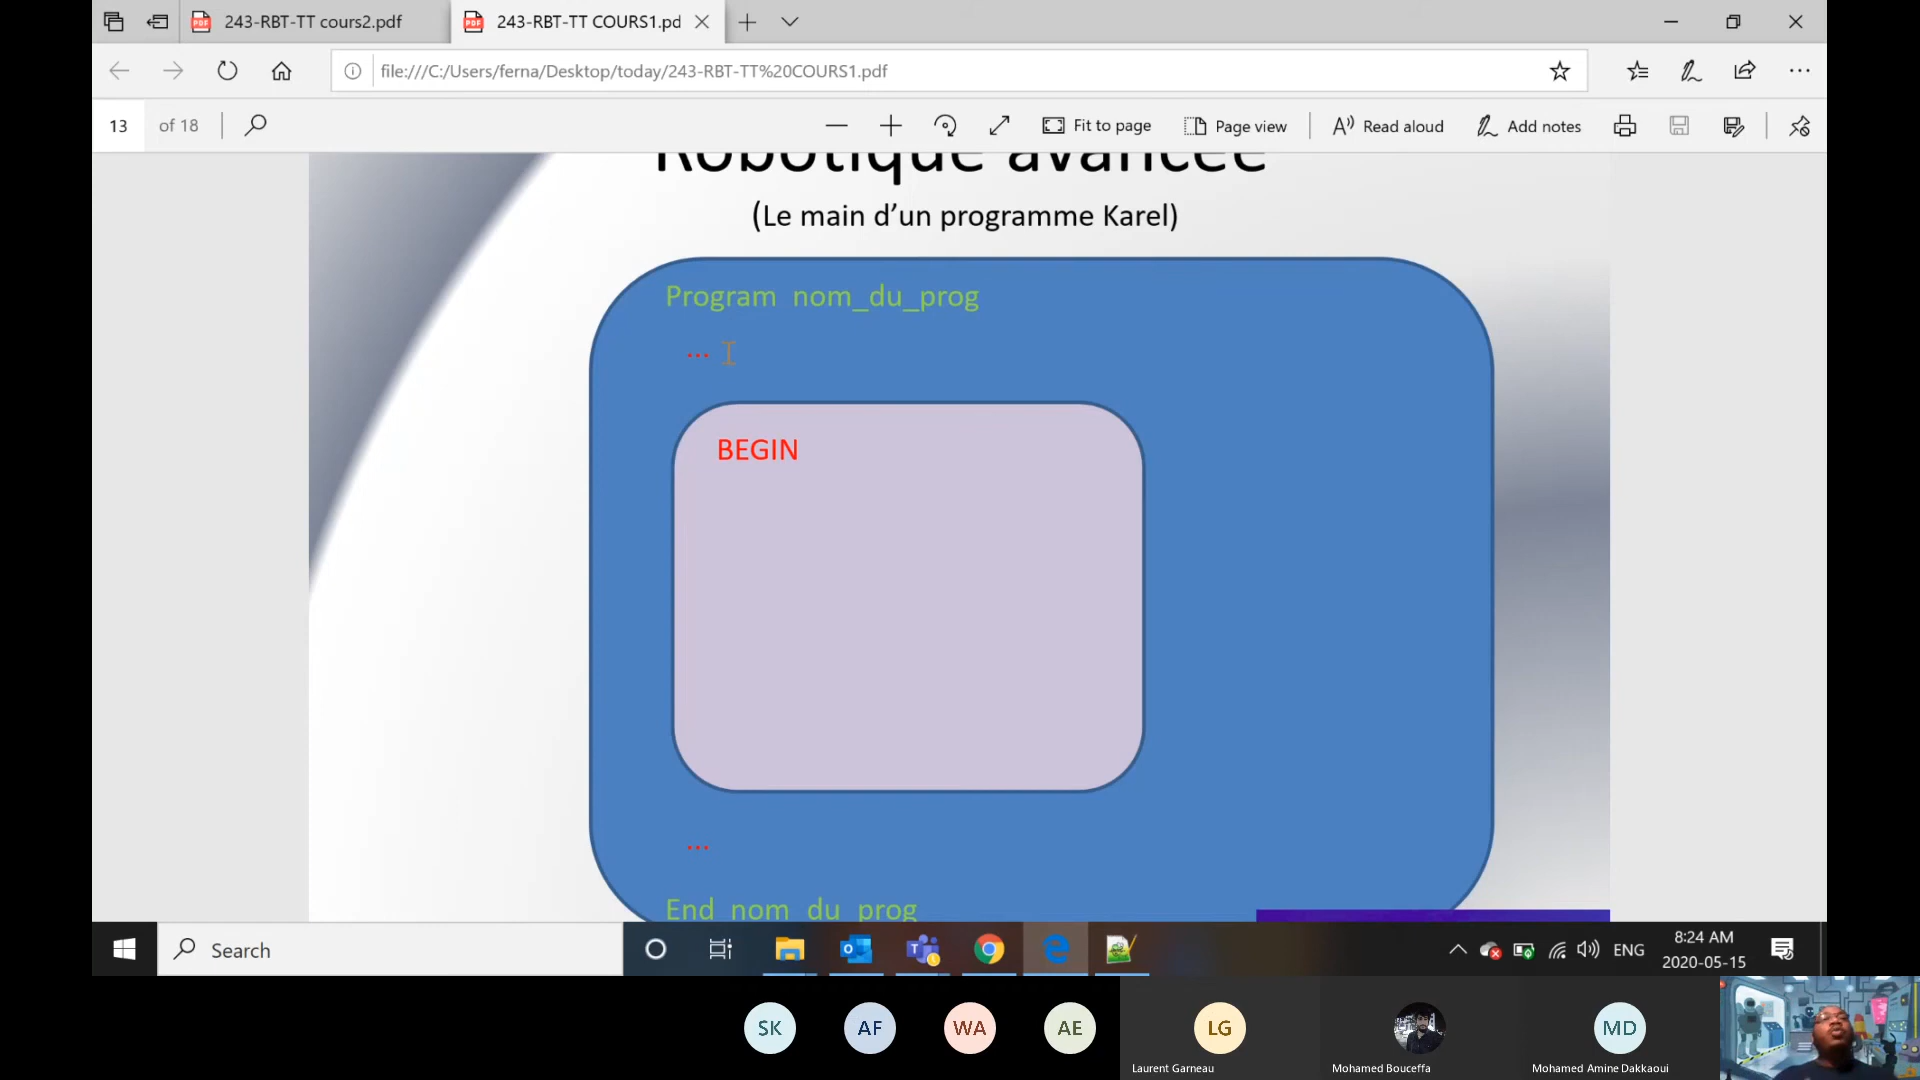 243-RBT-TT cours2.pdf
243-RBT-TT COURS1.pd
file:///C:/Users/ferna/Desktop/today/243-RBT-TT%20COURS1.pdf
13 of 18
Fit to page
Page view
Read aloud
Add notes
Robotique avancée
(Le main d’un programme Karel)
Program nom_du_prog
...
BEGIN
...
End nom du prog
Search
ENG
8:24 AM
2020-05-15
SK
AF
WA
AE
LG
MD
Laurent Garneau
Mohamed Bouceffa
Mohamed Amine Dakkaoui